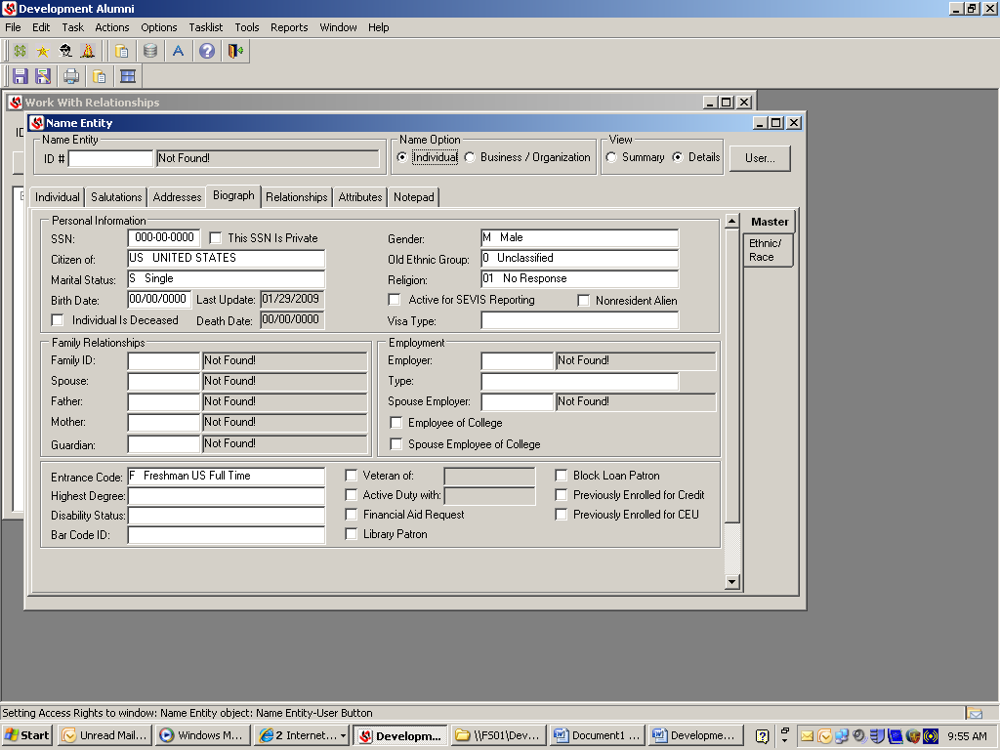 Development Alumni
File Edit Task Actions Options Tasklist Tools Reports Window Help
Work With Relationships
Name Entity
Name Entity Name Option View
ID # Not Found! Individual Business / Organization Summary Details User...
Individual Salutations Addresses Biograph Relationships Attributes Notepad
Personal Information Master
SSN: 000-00-0000 This SSN Is Private Gender: M Male Ethnic/
Race
Citizen of: US UNITED STATES Old Ethnic Group: 0 Unclassified
Marital Status: S Single Religion: 01 No Response
Birth Date: 00/00/0000 Last Update: 01/29/2009 Active for SEVIS Reporting Nonresident Alien
Individual Is Deceased Death Date: 00/00/0000 Visa Type:
Family Relationships Employment
Family ID: Not Found! Employer: Not Found!
Spouse: Not Found! Type:
Father: Not Found! Spouse Employer: Not Found!
Mother: Not Found! Employee of College
Guardian: Not Found! Spouse Employee of College
Entrance Code: F Freshman US Full Time Veteran of: Block Loan Patron
Highest Degree: Active Duty with: Previously Enrolled for Credit
Disability Status: Financial Aid Request Previously Enrolled for CEU
Bar Code ID: Library Patron
Setting Access Rights to window: Name Entity object: Name Entity-User Button
Start Unread Mail... Windows M... 2 Internet... Developm... \\FS01\Dev... Document1 ... Developme... 9:55 AM